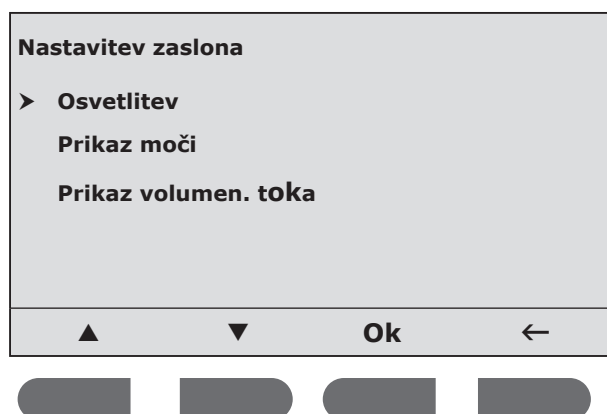 Nastavitev zaslona
➤ Osvetlitev
Prikaz moči
Prikaz volumen. toka
▲ ▼ Ok ←